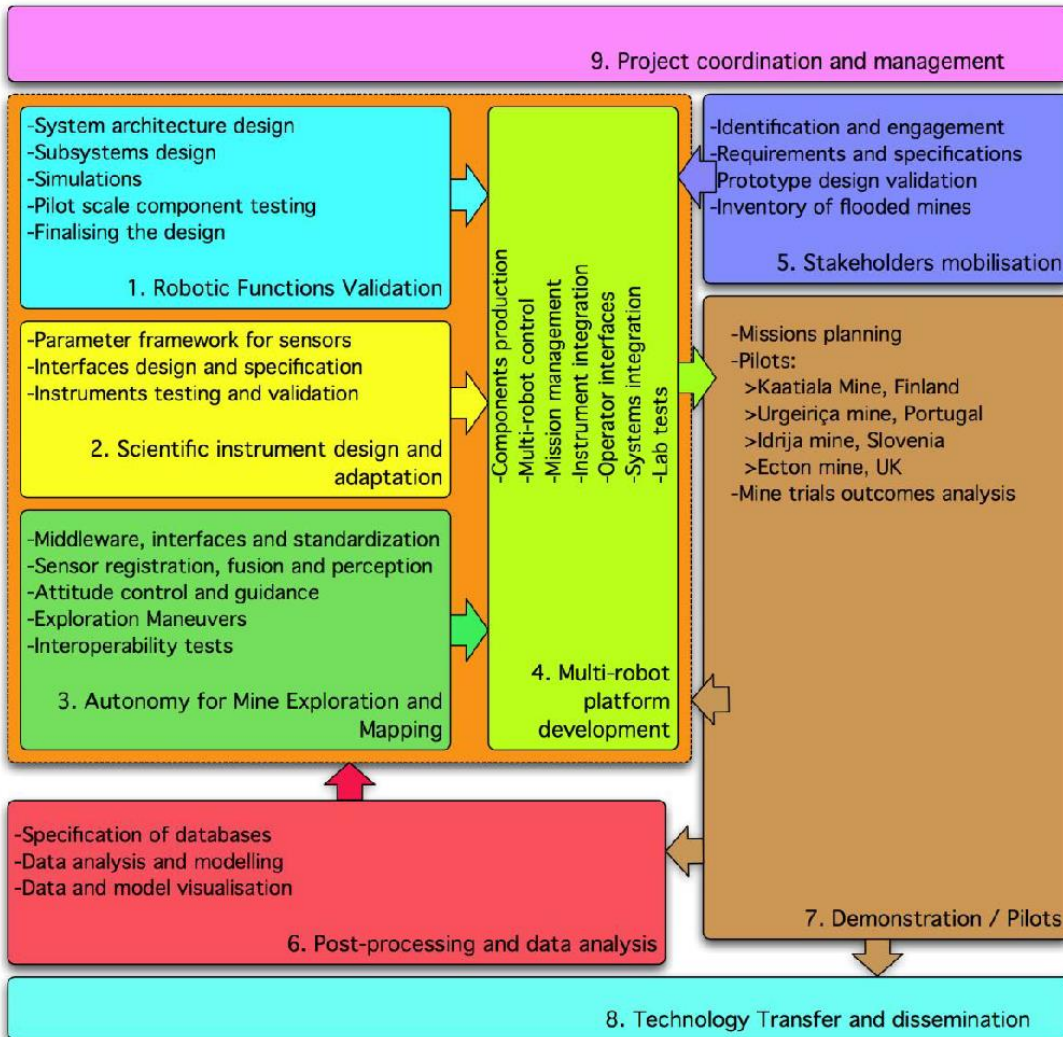 9. Project coordination and management
-System architecture design
-Subsystems design
-Simulations
-Pilot scale component testing
-Finalising the design
1. Robotic Functions Validation
-Parameter framework for sensors
-Interfaces design and specification
-Instruments testing and validation
2. Scientific instrument design and
adaptation
-Middleware, interfaces and standardization
-Sensor registration, fusion and perception
-Attitude control and guidance
-Exploration Maneuvers
-Interoperability tests
3. Autonomy for Mine Exploration and
Mapping
-Components production
-Multi-robot control
-Mission management
-Instrument integration
-Operator interfaces
-Systems integration
-Lab tests
4. Multi-robot
platform
development
-Identification and engagement
-Requirements and specifications
Prototype design validation
-Inventory of flooded mines
5. Stakeholders mobilisation
-Missions planning
-Pilots:
>Kaatiala Mine, Finland
>Urgeiriça mine, Portugal
>Idrija mine, Slovenia
>Ecton mine, UK
-Mine trials outcomes analysis
7. Demonstration / Pilots
-Specification of databases
-Data analysis and modelling
-Data and model visualisation
6. Post-processing and data analysis
8. Technology Transfer and dissemination